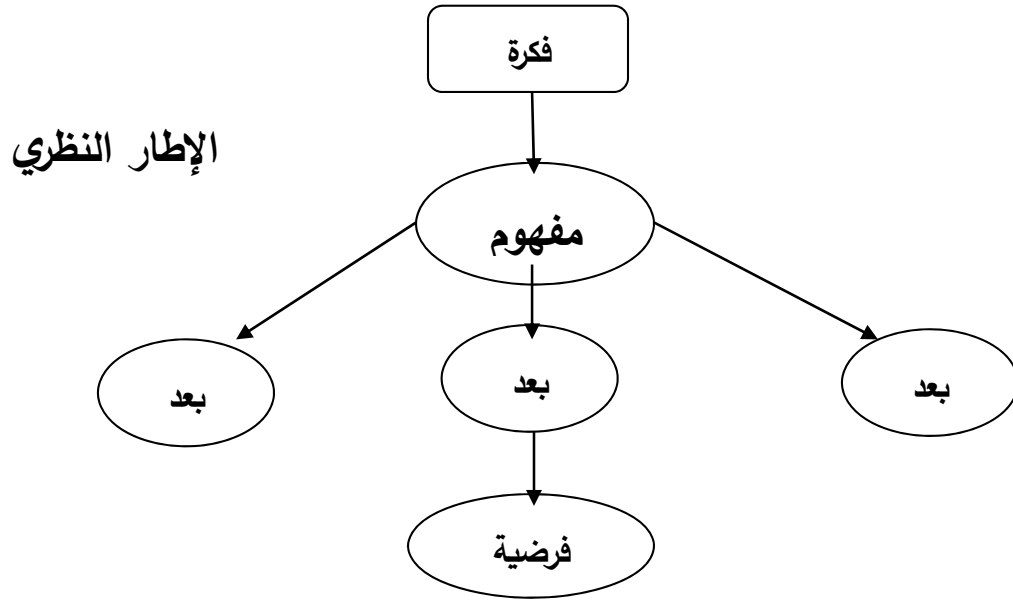 فكرة
الإطار النظري
مفهوم
بعد
بعد
بعد
فرضية